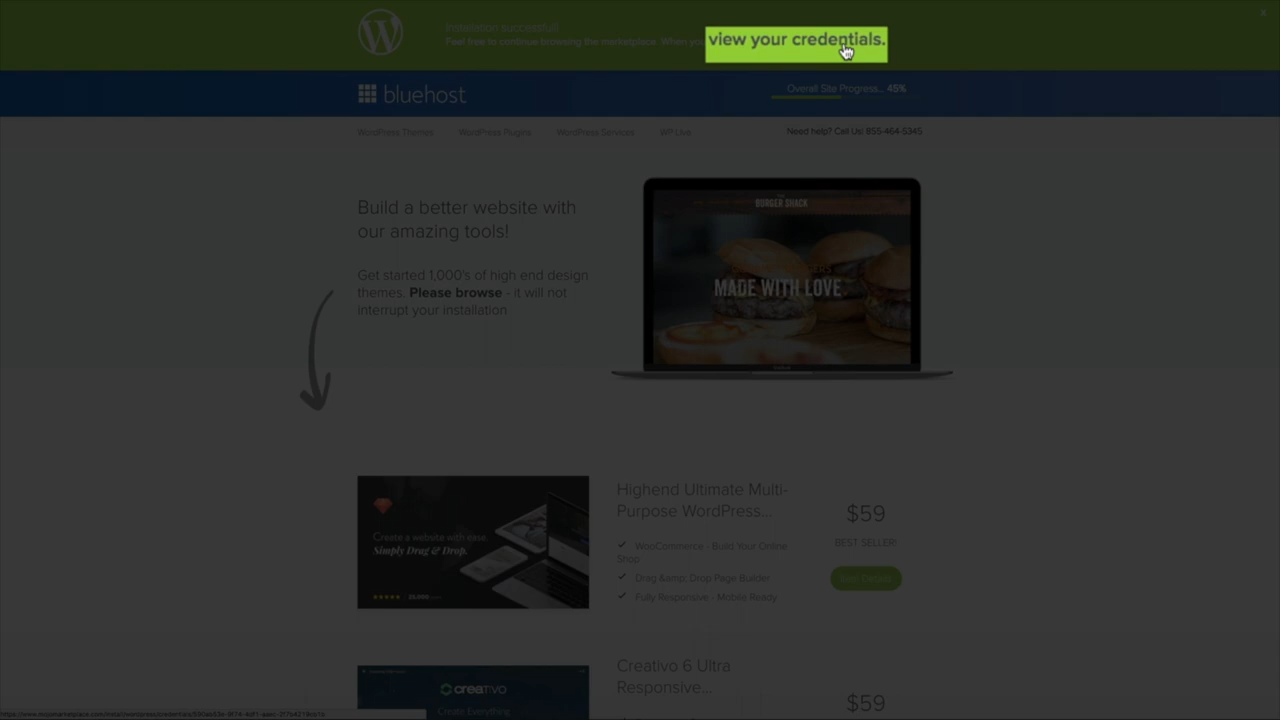 Installation successful!
Feel free to continue browsing the marketplace. When you
view your credentials.
x
bluehost
Overall Site Progress... 45%
WordPress Themes WordPress Plugins WordPress Services WP Live
Need help? Call Us! 855-464-5345
Build a better website with
our amazing tools!
Get started 1,000's of high end design
themes. Please browse - it will not
interrupt your installation
BURGER SHACK
MADE WITH LOVE
Highend Ultimate Multi-
Purpose WordPress...
WooCommerce - Build Your Online
Shop
Drag &amp; Drop Page Builder
Fully Responsive - Mobile Ready
$59
BEST SELLER!
Create a website with ease.
Simply Drag & Drop.
Creativo 6 Ultra
Responsive...
$59
creativo
Create Everything